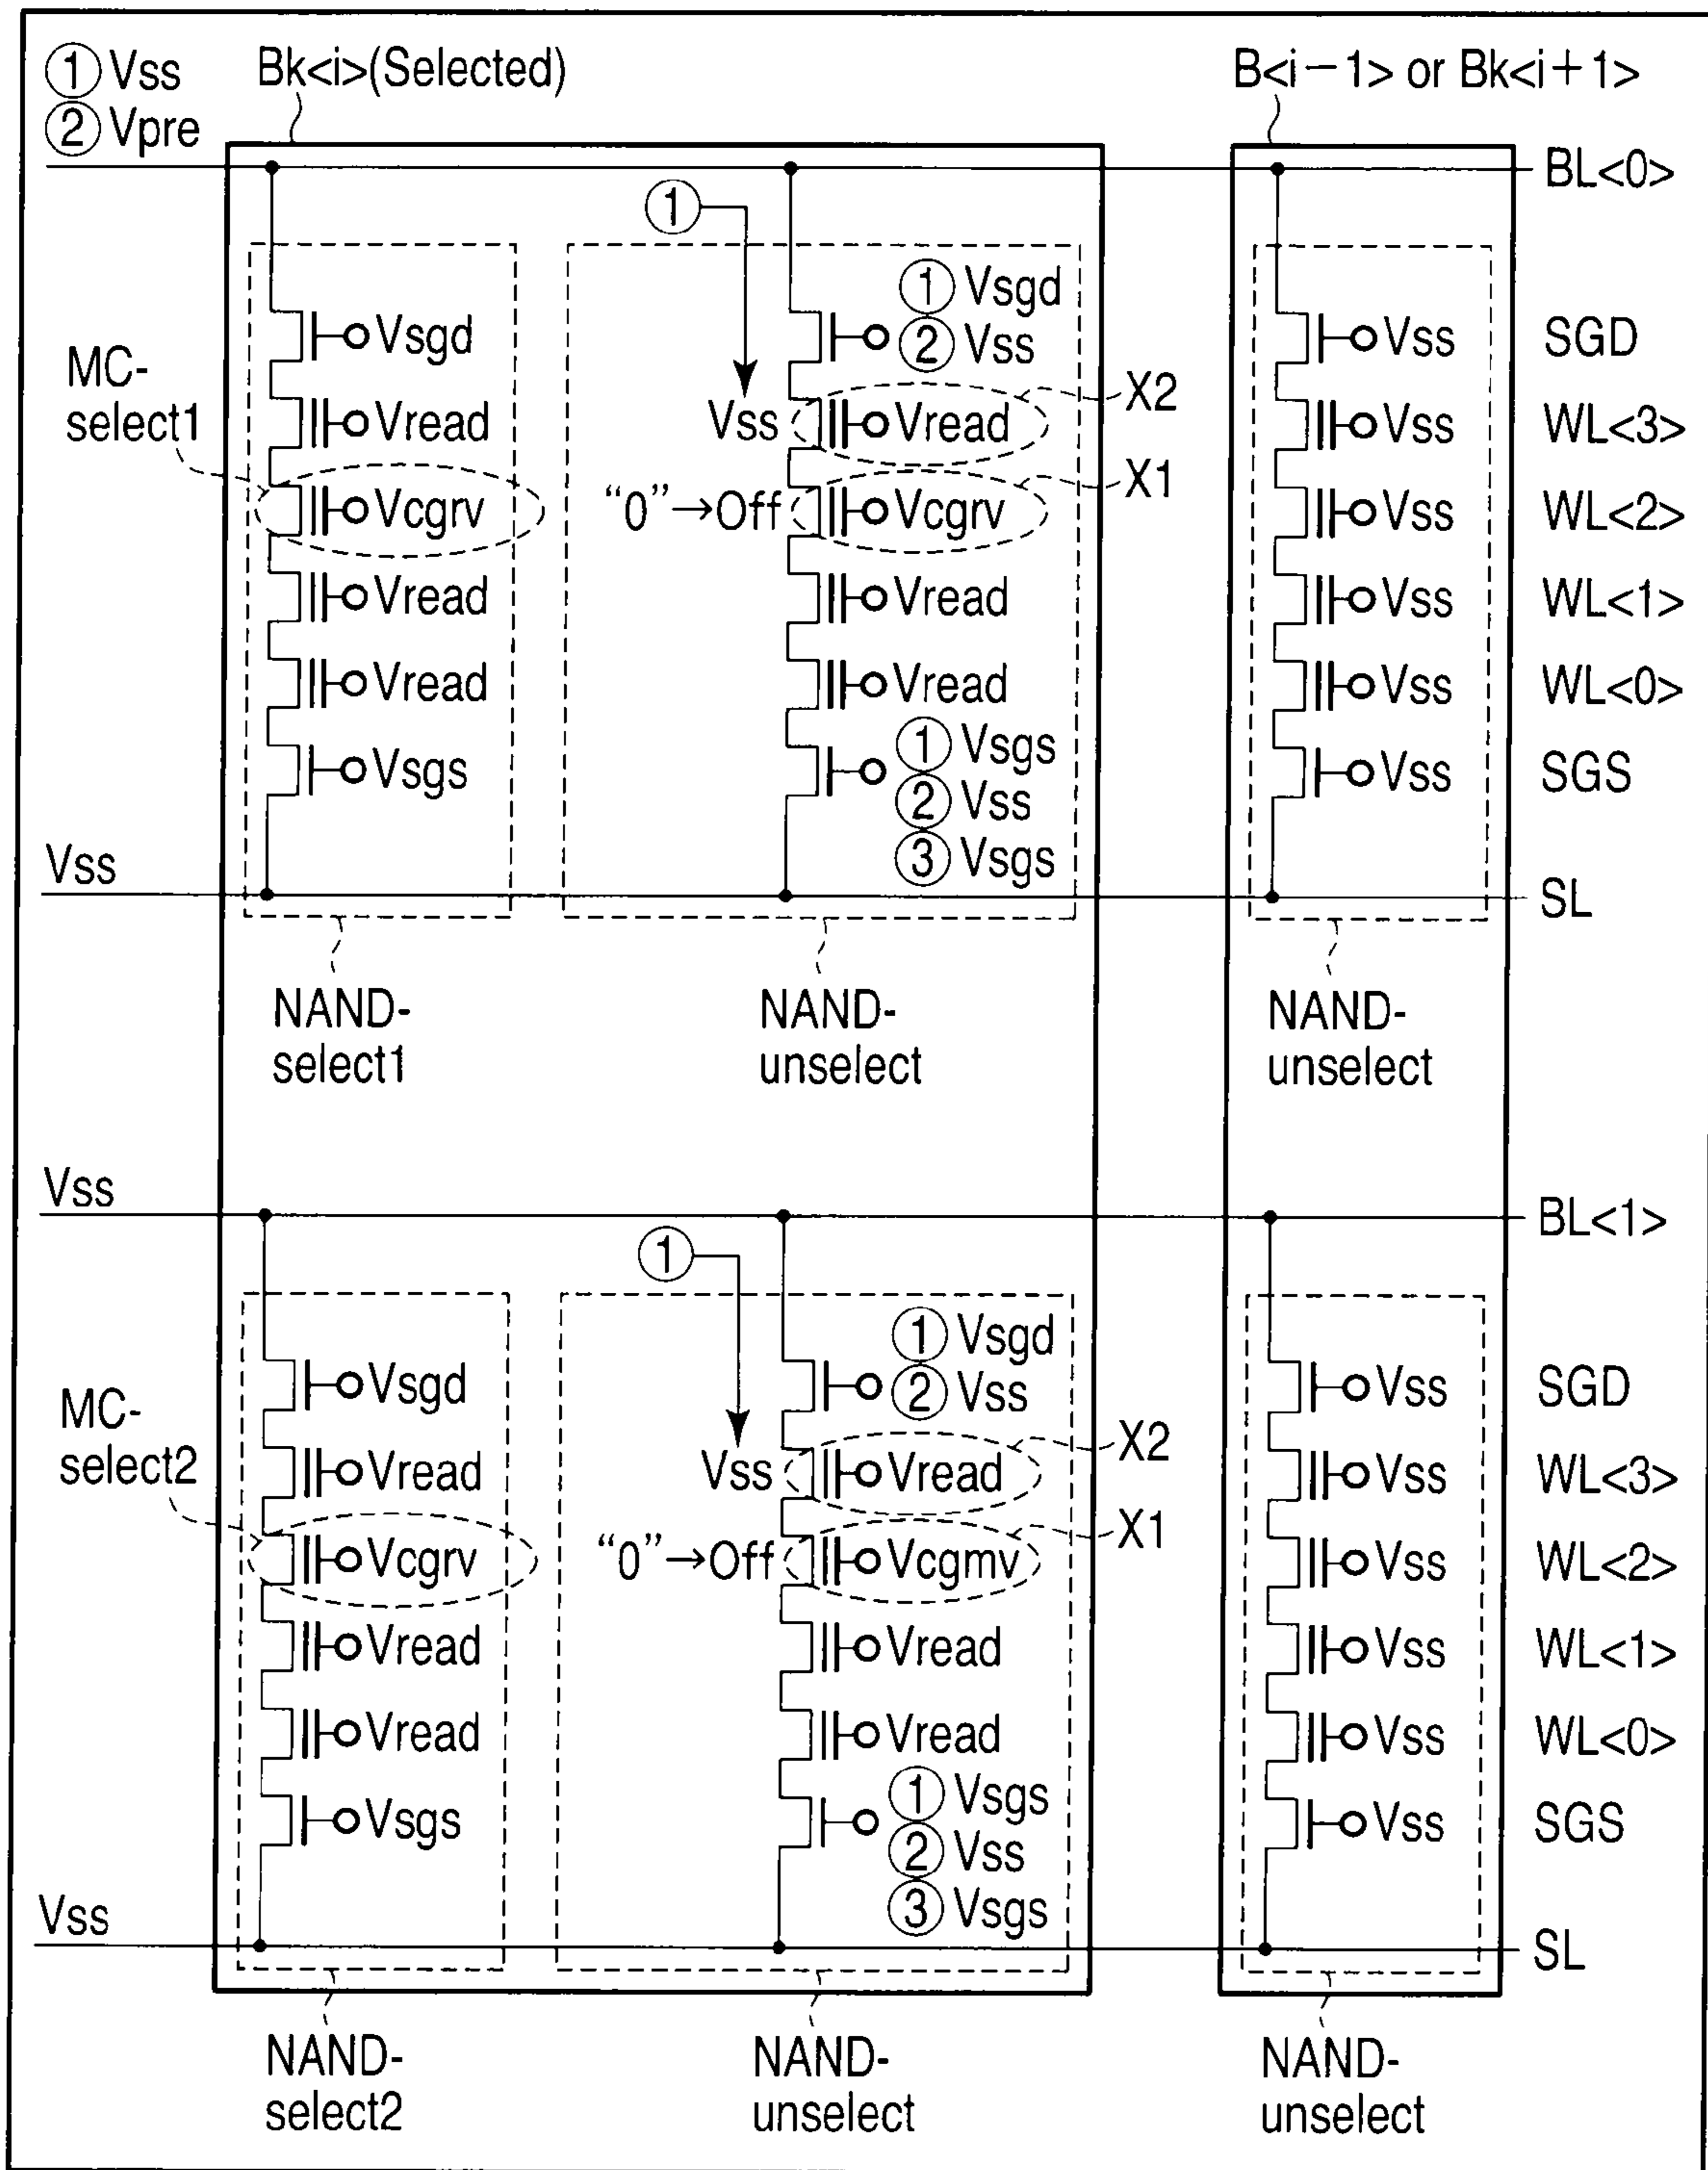 ① Vss
② Vpre
Bk<i>(Selected)
B<i-1> or Bk<i+1>
BL<0>
①
① Vsgd
② Vss
Vsgd
Vss
SGD
MC-
select1
Vread
Vss
Vread
X2
Vss
WL<3>
Vcgrv
“0”→Off
Vcgrv
X1
Vss
WL<2>
Vread
Vread
Vss
WL<1>
Vread
Vread
Vss
WL<0>
Vsgs
① Vsgs
② Vss
③ Vsgs
Vss
SGS
Vss
SL
NAND-
select1
NAND-
unselect
NAND-
unselect
Vss
BL<1>
①
① Vsgd
② Vss
Vsgd
Vss
SGD
MC-
select2
Vread
Vss
Vread
X2
Vss
WL<3>
Vcgrv
“0”→Off
Vcgmv
X1
Vss
WL<2>
Vread
Vread
Vss
WL<1>
Vread
Vread
Vss
WL<0>
Vsgs
① Vsgs
② Vss
③ Vsgs
Vss
SGS
Vss
SL
NAND-
select2
NAND-
unselect
NAND-
unselect